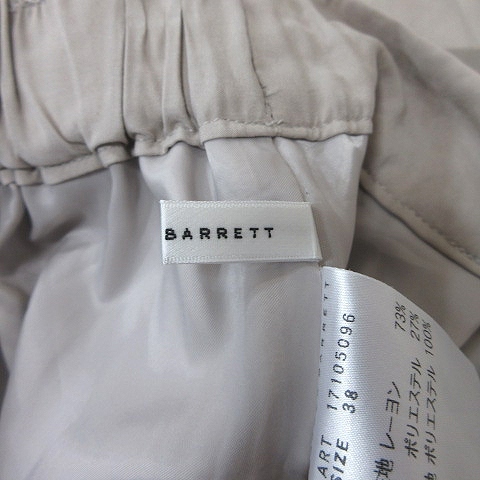 BARRETT
BARRETT
ART 17105096
SIZE 38
地 レーヨン 73%
ポリエステル 27%
ポリエステル 100%